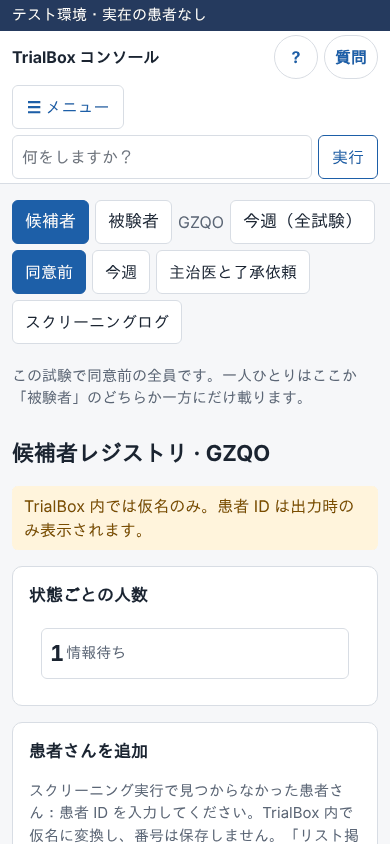 テスト環境・実在の患者なし
TrialBox コンソール
?
質問
☰ メニュー
何をしますか？
実行
候補者
被験者
GZQO
今週（全試験）
同意前
今週
主治医と了承依頼
スクリーニングログ
この試験で同意前の全員です。一人ひとりはここか
「被験者」のどちらか一方にだけ載ります。
候補者レジストリ · GZQO
TrialBox 内では仮名のみ。患者 ID は出力時の
み表示されます。
状態ごとの人数
1 情報待ち
患者さんを追加
スクリーニング実行で見つからなかった患者さ
ん：患者 ID を入力してください。TrialBox 内で
仮名に変換し、番号は保存しません。「リスト掲